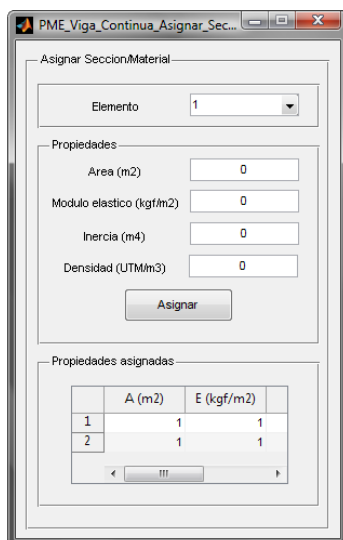 PME_Viga_Continua_Asignar_Sec...
Asignar Seccion/Material
Elemento 1
Propiedades
Area (m2) 0
Modulo elastico (kgf/m2) 0
Inercia (m4) 0
Densidad (UTM/m3) 0
Asignar
Propiedades asignadas
A (m2) E (kgf/m2)
1 1 1
2 1 1